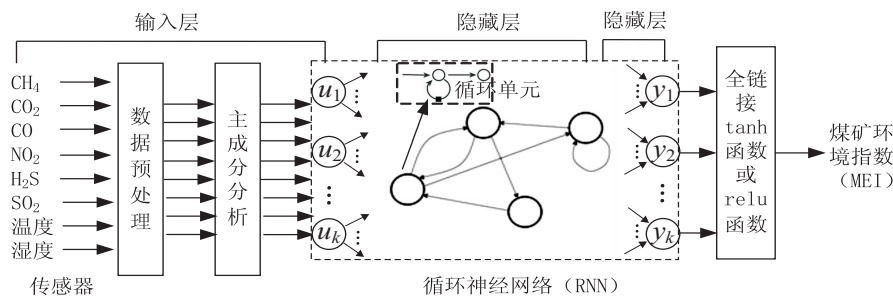 输入层
隐藏层
隐藏层
CH₄
CO₂
CO
NO₂
H₂S
SO₂
温度
湿度
传感器
数据预处理
主成分分析
u₁
u₂
uₖ
循环单元
y₁
y₂
yₖ
循环神经网络(RNN)
全链
接
tanh
函数
或
relu
函数
煤矿环
境指数
(MEI)